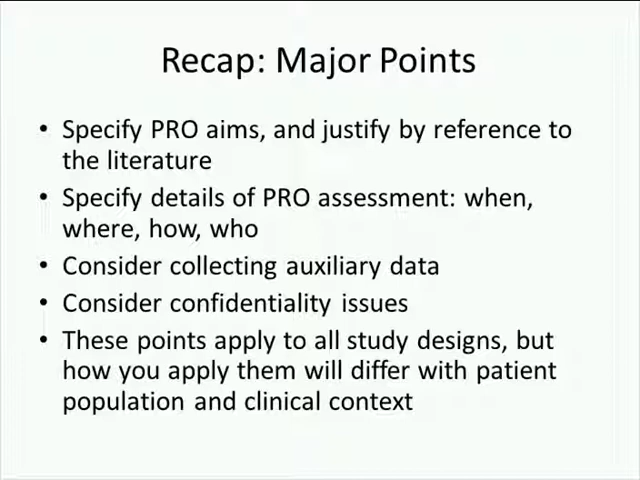 Recap: Major Points
• Specify PRO aims, and justify by reference to
the literature
• Specify details of PRO assessment: when,
where, how, who
• Consider collecting auxiliary data
• Consider confidentiality issues
• These points apply to all study designs, but
how you apply them will differ with patient
population and clinical context